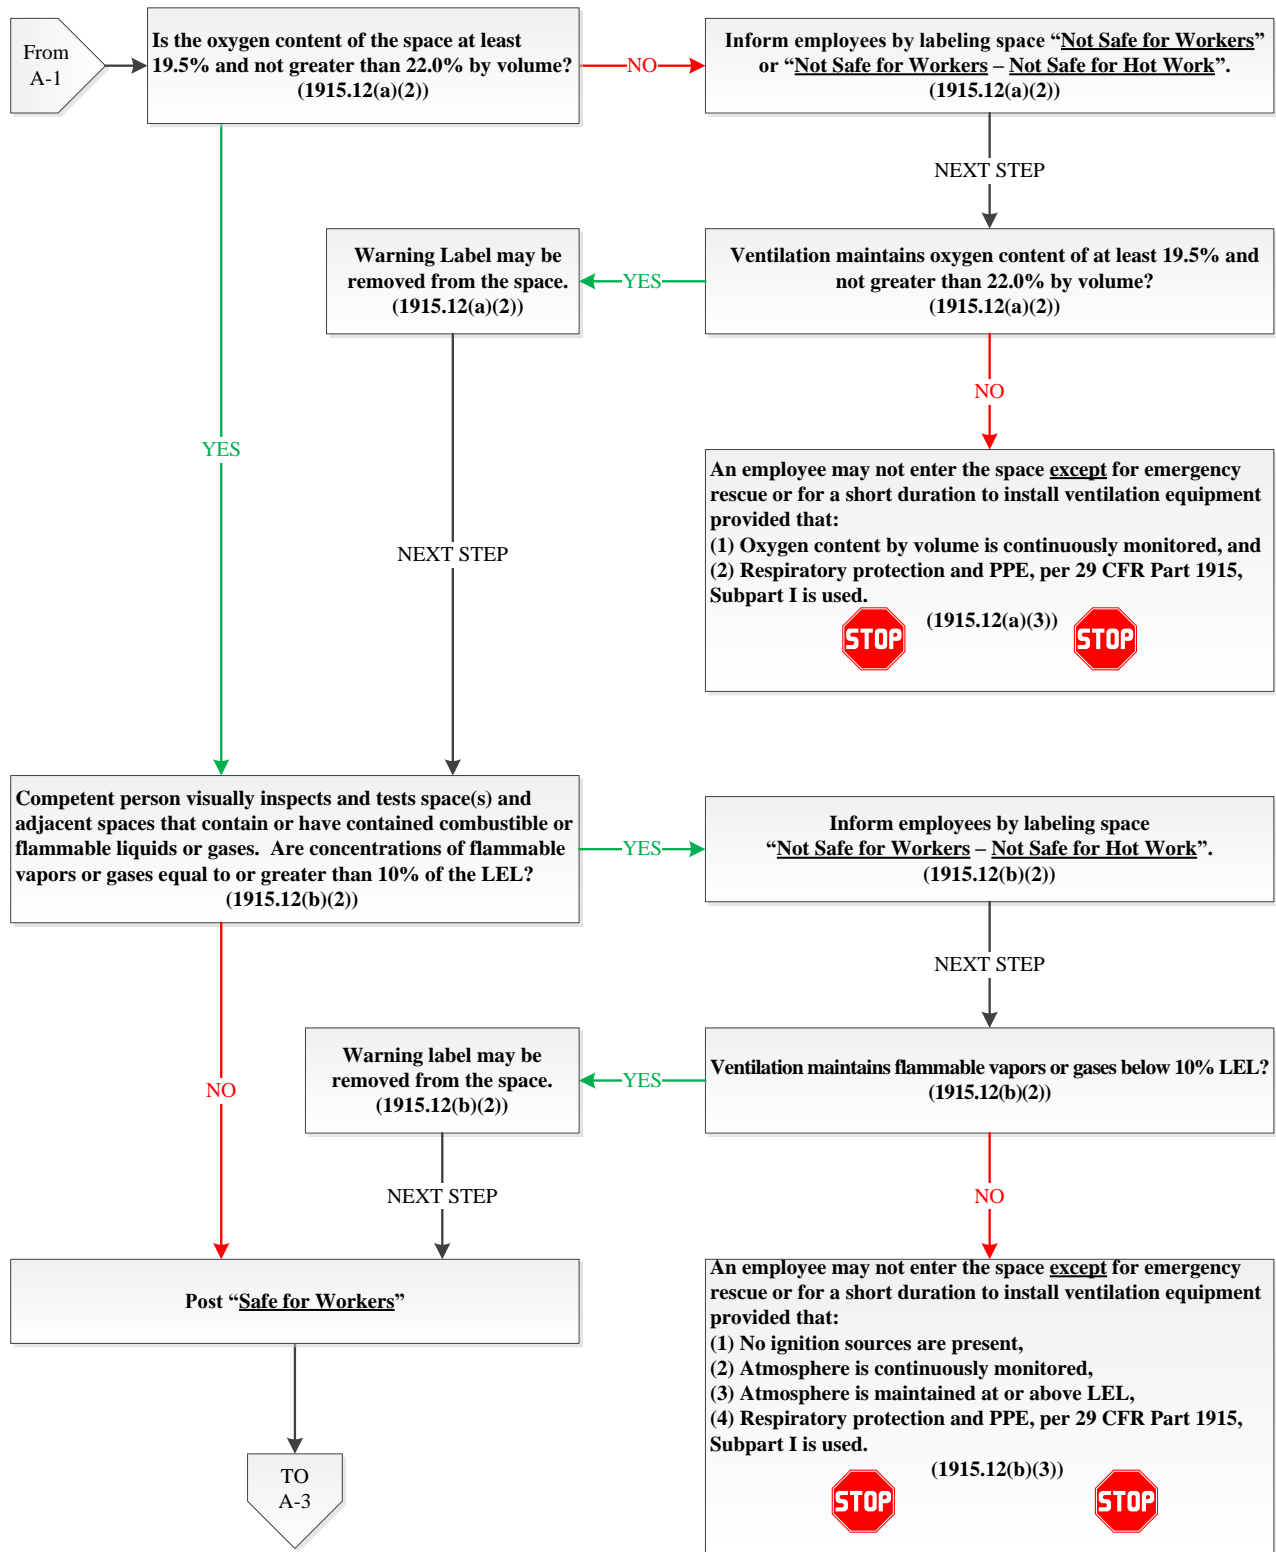 From
A-1
Is the oxygen content of the space at least
19.5% and not greater than 22.0% by volume?
(1915.12(a)(2))
NO
Inform employees by labeling space “Not Safe for Workers”
or “Not Safe for Workers – Not Safe for Hot Work”.
(1915.12(a)(2))
NEXT STEP
Ventilation maintains oxygen content of at least 19.5% and
not greater than 22.0% by volume?
(1915.12(a)(2))
YES
Warning Label may be
removed from the space.
(1915.12(a)(2))
NO
YES
NEXT STEP
An employee may not enter the space except for emergency
rescue or for a short duration to install ventilation equipment
provided that:
(1) Oxygen content by volume is continuously monitored, and
(2) Respiratory protection and PPE, per 29 CFR Part 1915,
Subpart I is used.
(1915.12(a)(3))
STOP
STOP
Competent person visually inspects and tests space(s) and
adjacent spaces that contain or have contained combustible or
flammable liquids or gases.  Are concentrations of flammable
vapors or gases equal to or greater than 10% of the LEL?
(1915.12(b)(2))
YES
Inform employees by labeling space
“Not Safe for Workers – Not Safe for Hot Work”.
(1915.12(b)(2))
NEXT STEP
Ventilation maintains flammable vapors or gases below 10% LEL?
(1915.12(b)(2))
YES
Warning label may be
removed from the space.
(1915.12(b)(2))
NO
NEXT STEP
NO
Post “Safe for Workers”
An employee may not enter the space except for emergency
rescue or for a short duration to install ventilation equipment
provided that:
(1) No ignition sources are present,
(2) Atmosphere is continuously monitored,
(3) Atmosphere is maintained at or above LEL,
(4) Respiratory protection and PPE, per 29 CFR Part 1915,
Subpart I is used.
(1915.12(b)(3))
STOP
STOP
TO
A-3